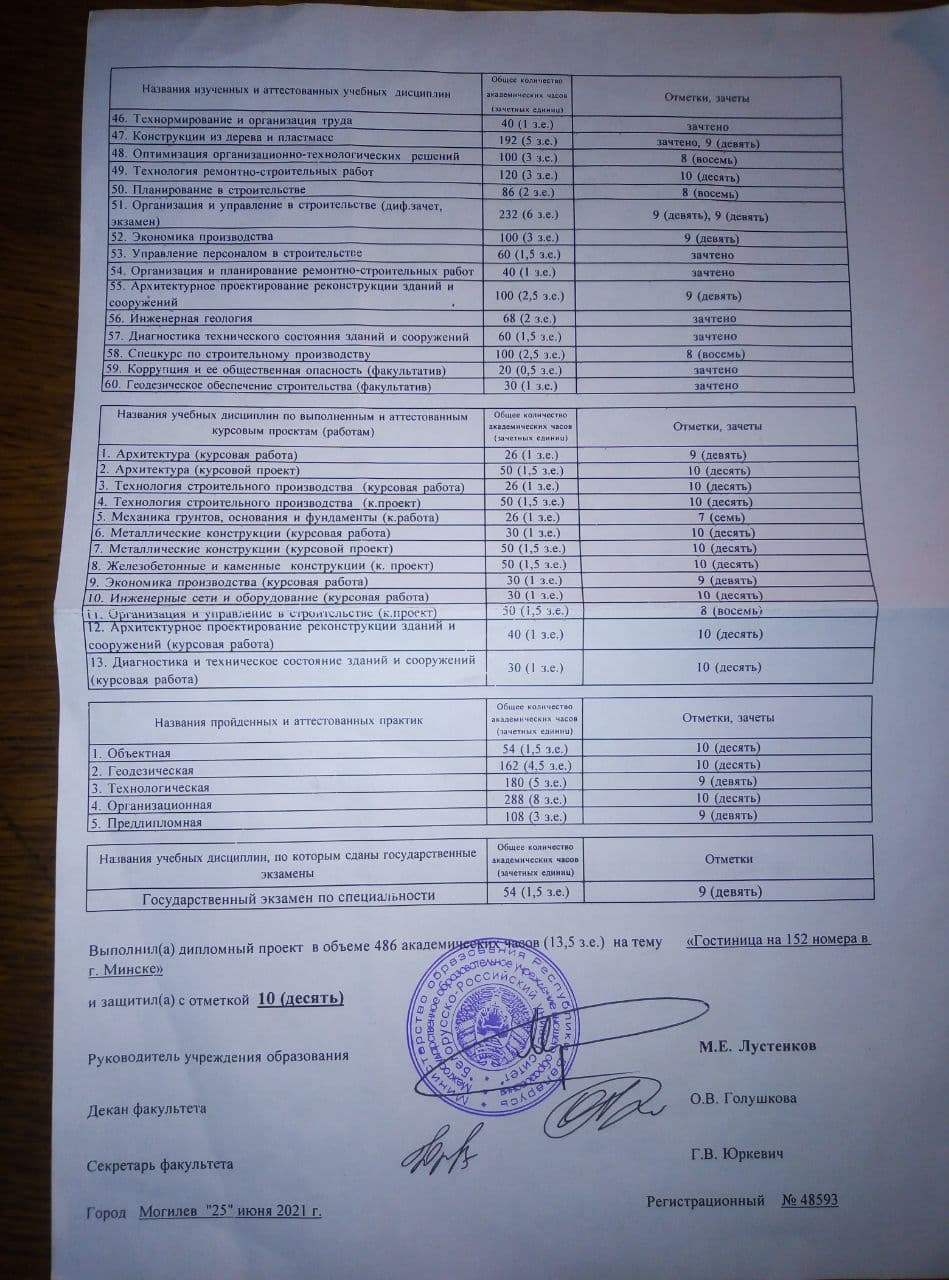 Названия изученных и аттестованных учебных дисциплин
Общее количество
академических часов
(зачетных единиц)
Отметки, зачеты
46. Технормирование и организация труда 40 (1 з.е.) зачтено
47. Конструкции из дерева и пластмасс 192 (5 з.е.) зачтено, 9 (девять)
48. Оптимизация организационно-технологических решений 100 (3 з.е.) 8 (восемь)
49. Технология ремонтно-строительных работ 120 (3 з.е.) 10 (десять)
50. Планирование в строительстве 86 (2 з.е.) 8 (восемь)
51. Организация и управление в строительстве (диф.зачет,
экзамен) 232 (6 з.е.) 9 (девять), 9 (девять)
52. Экономика производства 100 (3 з.е.) 9 (девять)
53. Управление персоналом в строительстве 60 (1,5 з.е.) зачтено
54. Организация и планирование ремонтно-строительных работ 40 (1 з.е.) зачтено
55. Архитектурное проектирование реконструкции зданий и
сооружений 100 (2,5 з.е.) 9 (девять)
56. Инженерная геология 68 (2 з.е.) зачтено
57. Диагностика технического состояния зданий и сооружений 60 (1,5 з.е.) зачтено
58. Спецкурс по строительному производству 100 (2,5 з.е.) 8 (восемь)
59. Коррупция и ее общественная опасность (факультатив) 20 (0,5 з.е.) зачтено
60. Геодезическое обеспечение строительства (факультатив) 30 (1 з.е.) зачтено
Названия учебных дисциплин по выполненным и аттестованным
курсовым проектам (работам)
Общее количество
академических часов
(зачетных единиц)
Отметки, зачеты
1. Архитектура (курсовая работа) 26 (1 з.е.) 9 (девять)
2. Архитектура (курсовой проект) 50 (1,5 з.е.) 10 (десять)
3. Технология строительного производства (курсовая работа) 26 (1 з.е.) 10 (десять)
4. Технология строительного производства (к.проект) 50 (1,5 з.е.) 10 (десять)
5. Механика грунтов, основания и фундаменты (к.работа) 26 (1 з.е.) 7 (семь)
6. Металлические конструкции (курсовая работа) 30 (1 з.е.) 10 (десять)
7. Металлические конструкции (курсовой проект) 50 (1,5 з.е.) 10 (десять)
8. Железобетонные и каменные конструкции (к. проект) 50 (1,5 з.е.) 10 (десять)
9. Экономика производства (курсовая работа) 30 (1 з.е.) 9 (девять)
10. Инженерные сети и оборудование (курсовая работа) 30 (1 з.е.) 10 (десять)
11. Организация и управление в строительстве (к.проект) 50 (1,5 з.е.) 8 (восемь)
12. Архитектурное проектирование реконструкции зданий и
сооружений (курсовая работа) 40 (1 з.е.) 10 (десять)
13. Диагностика и техническое состояние зданий и сооружений
(курсовая работа) 30 (1 з.е.) 10 (десять)
Названия пройденных и аттестованных практик
Общее количество
академических часов
(зачетных единиц)
Отметки, зачеты
1. Объектная 54 (1,5 з.е.) 10 (десять)
2. Геодезическая 162 (4,5 з.е.) 10 (десять)
3. Технологическая 180 (5 з.е.) 9 (девять)
4. Организационная 288 (8 з.е.) 10 (десять)
5. Преддипломная 108 (3 з.е.) 9 (девять)
Названия учебных дисциплин, по которым сданы государственные
экзамены
Общее количество
академических часов
(зачетных единиц)
Отметки
Государственный экзамен по специальности 54 (1,5 з.е.) 9 (девять)
Выполнил(а) дипломный проект в объеме 486 академических часов (13,5 з.е.) на тему «Гостиница на 152 номера в
г. Минске»
и защитил(а) с отметкой 10 (десять)
Министерство образования Республики Беларусь
Межгосударственное образовательное учреждение высшего образования
Белорусско-Российский университет
Руководитель учреждения образования М.Е. Лустенков
Декан факультета О.В. Голушкова
Секретарь факультета Г.В. Юркевич
Город Могилев "25" июня 2021 г. Регистрационный № 48593